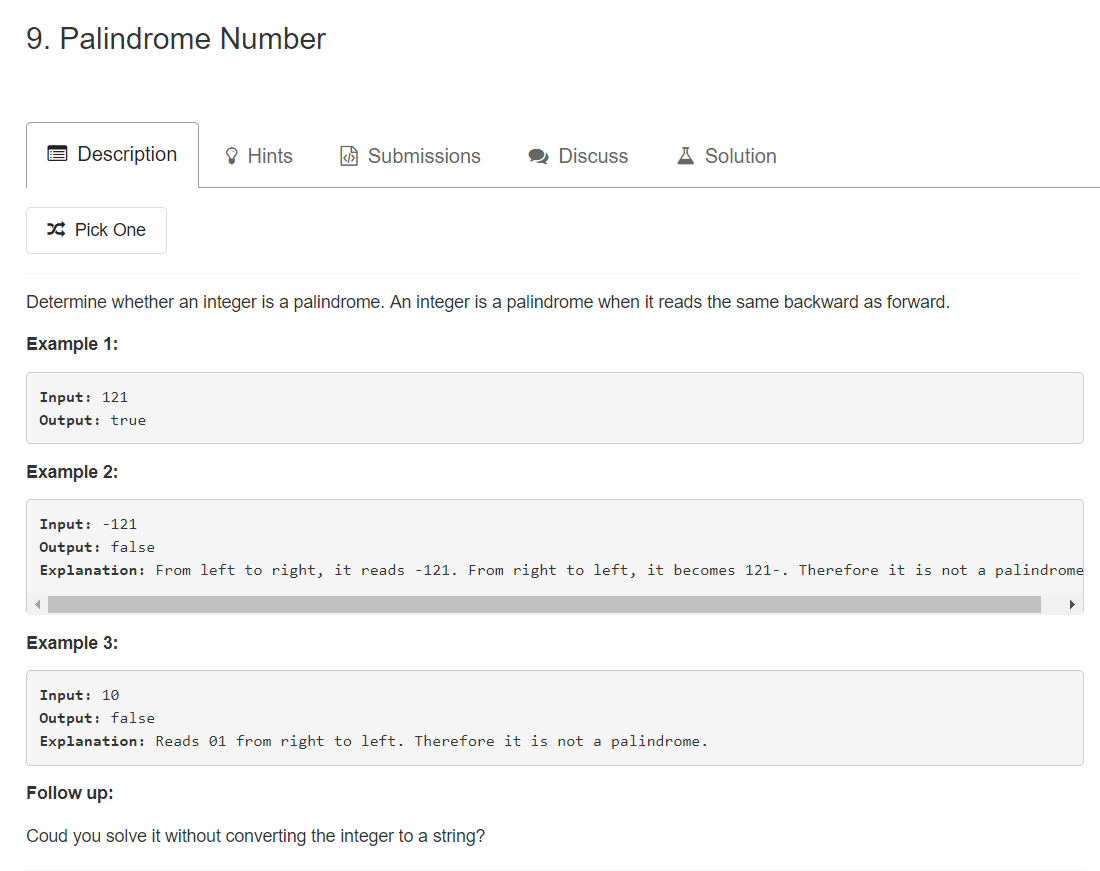 9. Palindrome Number
Description
Hints
Submissions
Discuss
Solution
Pick One
Determine whether an integer is a palindrome. An integer is a palindrome when it reads the same backward as forward.
Example 1:
Input: 121
Output: true
Example 2:
Input: -121
Output: false
Explanation: From left to right, it reads -121. From right to left, it becomes 121-. Therefore it is not a palindrome
Example 3:
Input: 10
Output: false
Explanation: Reads 01 from right to left. Therefore it is not a palindrome.
Follow up:
Coud you solve it without converting the integer to a string?